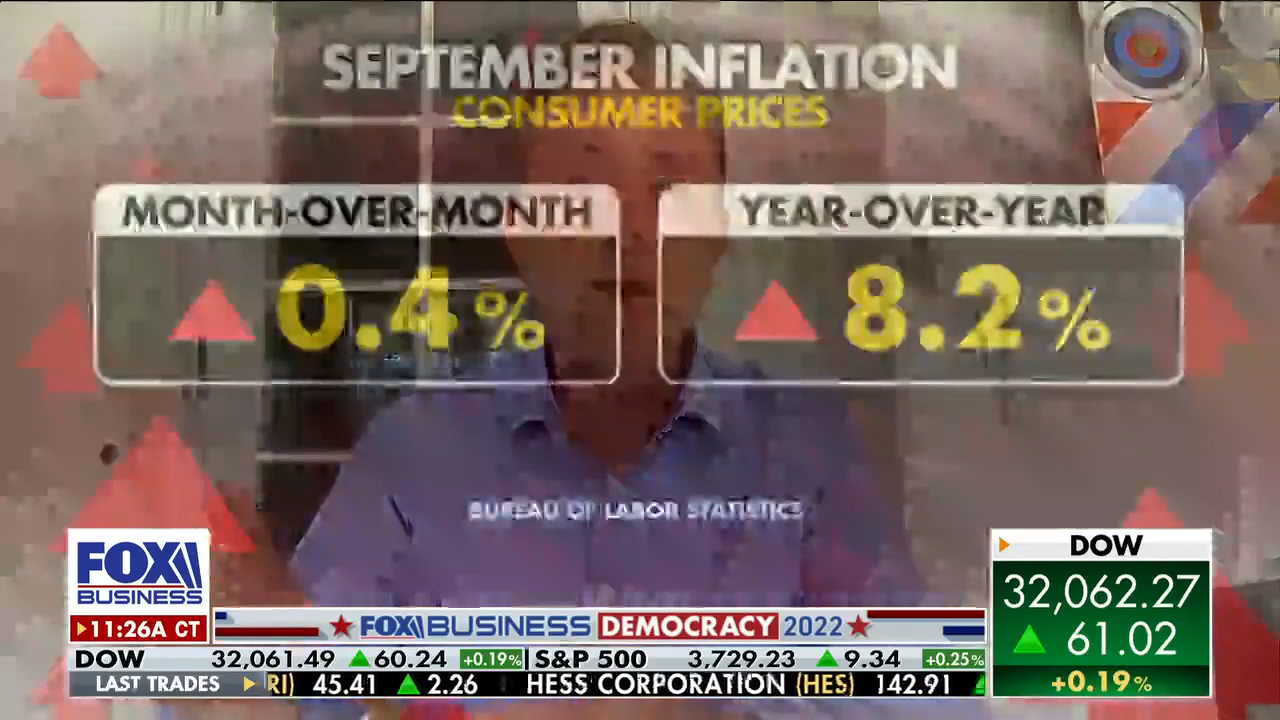 SEPTEMBER INFLATION
CONSUMER PRICES
MONTH-OVER-MONTH
0.4%
YEAR-OVER-YEAR
8.2%
BUREAU OF LABOR STATISTICS
FOX
BUSINESS
11:26A CT
FOX BUSINESS DEMOCRACY 2022
DOW 32,061.49 60.24 +0.19% S&P 500 3,729.23 9.34 +0.25%
LAST TRADES RI) 45.41 2.26 HESS CORPORATION (HES) 142.91
DOW
32,062.27
61.02
+0.19%